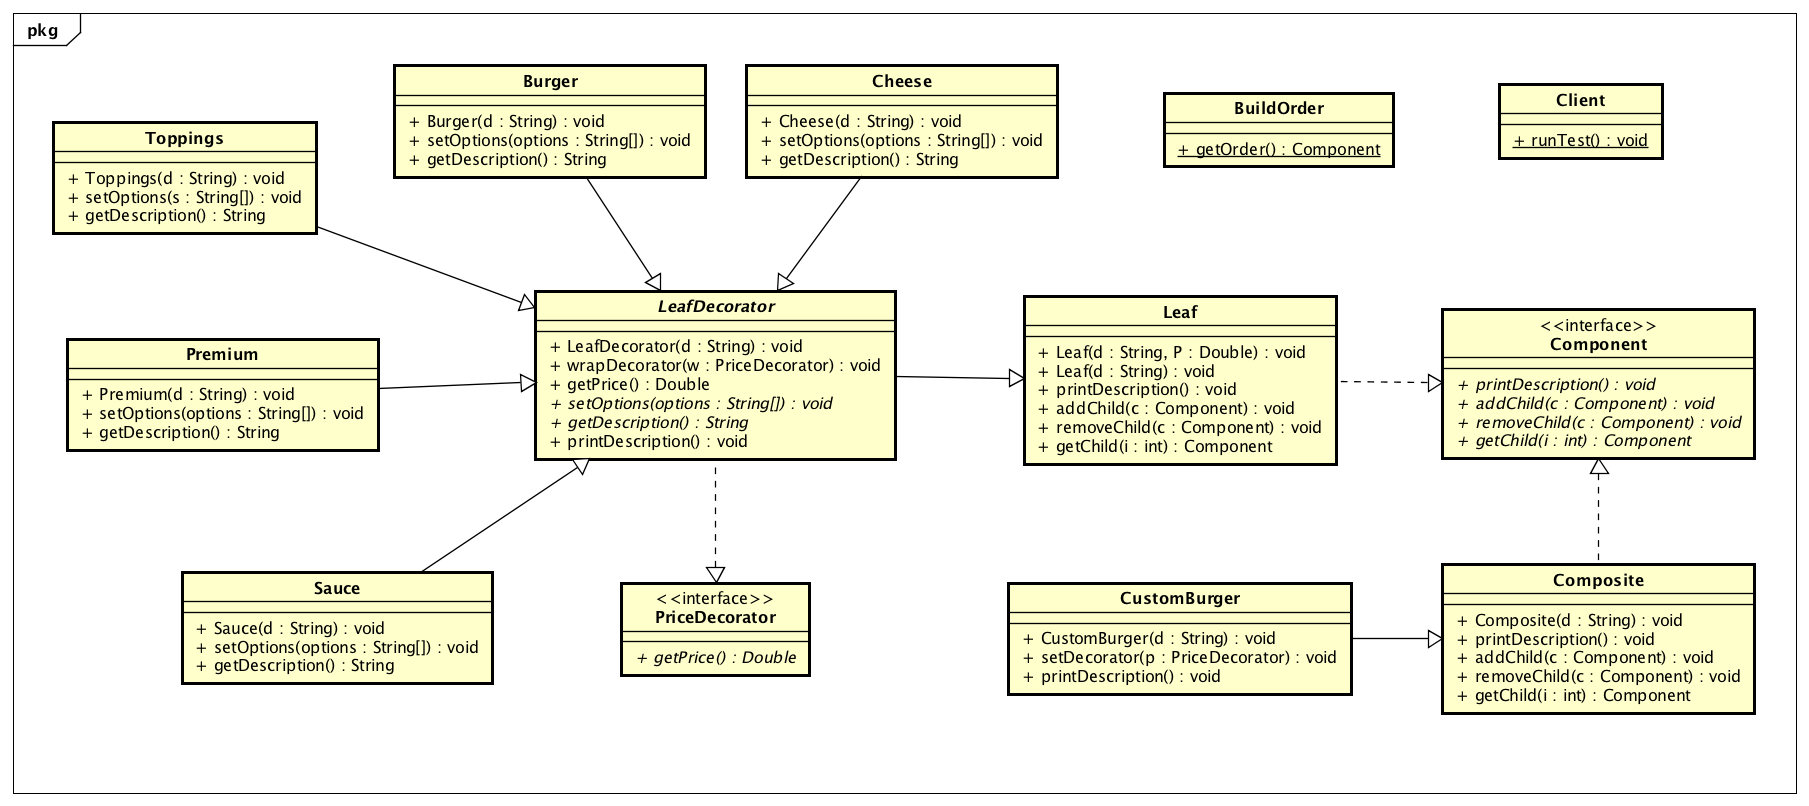 pkg
Burger
+ Burger(d : String) : void
+ setOptions(options : String[]) : void
+ getDescription() : String
Cheese
+ Cheese(d : String) : void
+ setOptions(options : String[]) : void
+ getDescription() : String
BuildOrder
+ getOrder() : Component
Client
+ runTest() : void
Toppings
+ Toppings(d : String) : void
+ setOptions(s : String[]) : void
+ getDescription() : String
LeafDecorator
+ LeafDecorator(d : String) : void
+ wrapDecorator(w : PriceDecorator) : void
+ getPrice() : Double
+ setOptions(options : String[]) : void
+ getDescription() : String
+ printDescription() : void
Leaf
+ Leaf(d : String, P : Double) : void
+ Leaf(d : String) : void
+ printDescription() : void
+ addChild(c : Component) : void
+ removeChild(c : Component) : void
+ getChild(i : int) : Component
<<interface>>
Component
+ printDescription() : void
+ addChild(c : Component) : void
+ removeChild(c : Component) : void
+ getChild(i : int) : Component
Premium
+ Premium(d : String) : void
+ setOptions(options : String[]) : void
+ getDescription() : String
Sauce
+ Sauce(d : String) : void
+ setOptions(options : String[]) : void
+ getDescription() : String
<<interface>>
PriceDecorator
+ getPrice() : Double
CustomBurger
+ CustomBurger(d : String) : void
+ setDecorator(p : PriceDecorator) : void
+ printDescription() : void
Composite
+ Composite(d : String) : void
+ printDescription() : void
+ addChild(c : Component) : void
+ removeChild(c : Component) : void
+ getChild(i : int) : Component